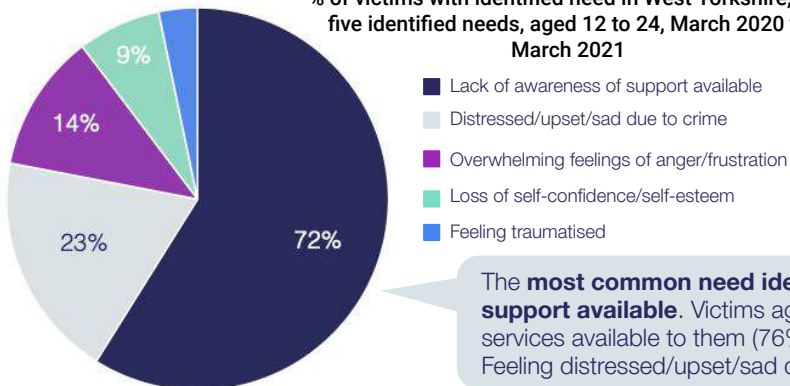 % of victims with identified need in West Yorkshire,
five identified needs, aged 12 to 24, March 2020
March 2021
9%
14%
23%
72%
Lack of awareness of support available
Distressed/upset/sad due to crime
Overwhelming feelings of anger/frustration
Loss of self-confidence/self-esteem
Feeling traumatised
The most common need ide
support available. Victims ag
services available to them (76%
Feeling distressed/upset/sad d